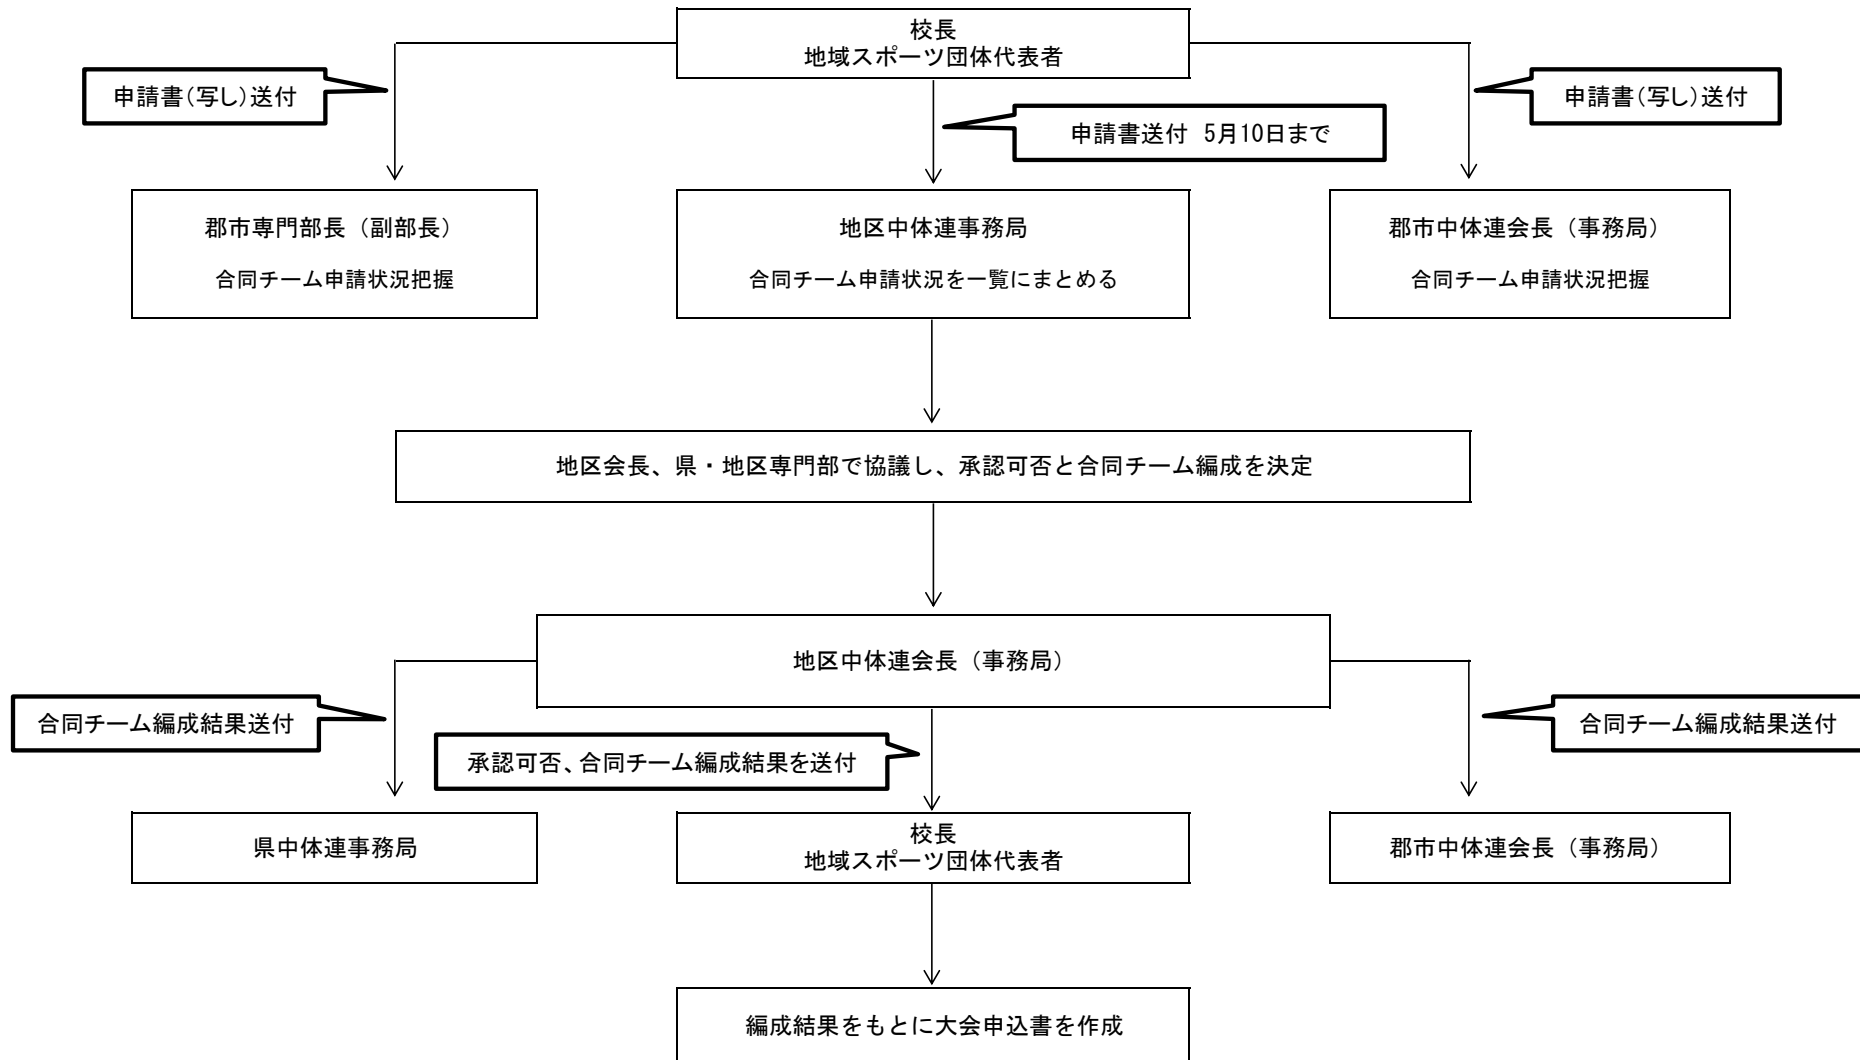 校長
地域スポーツ団体代表者
申請書(写し)送付
申請書送付 5月10日まで
申請書(写し)送付
郡市専門部長（副部長）
合同チーム申請状況把握
地区中体連事務局
合同チーム申請状況を一覧にまとめる
郡市中体連会長（事務局）
合同チーム申請状況把握
地区会長、県・地区専門部で協議し、承認可否と合同チーム編成を決定
地区中体連会長（事務局）
合同チーム編成結果送付
承認可否、合同チーム編成結果を送付
合同チーム編成結果送付
県中体連事務局
校長
地域スポーツ団体代表者
郡市中体連会長（事務局）
編成結果をもとに大会申込書を作成